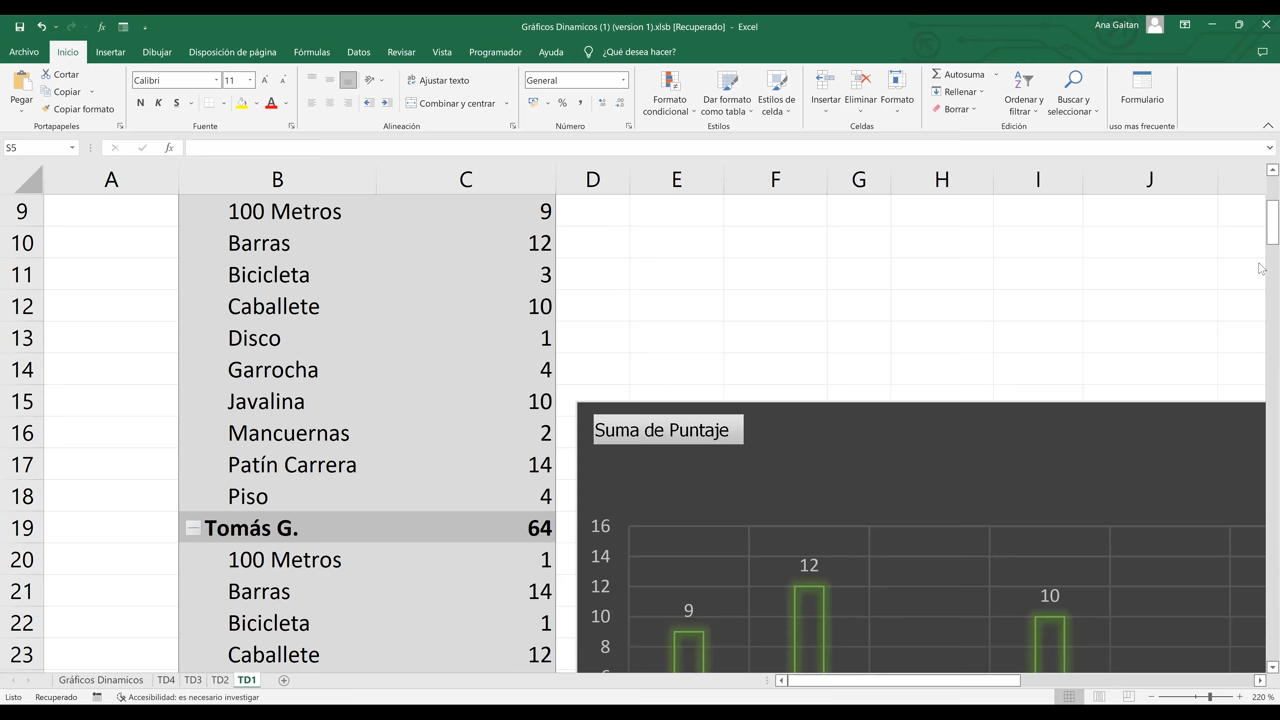 Gráficos Dinamicos (1) (version 1).xlsb [Recuperado] - Excel
Ana Gaitan
Archivo Inicio Insertar Dibujar Disposición de página Fórmulas Datos Revisar Vista Programador Ayuda ¿Qué desea hacer?
Pegar
Cortar
Copiar
Copiar formato
Portapapeles
Calibri 11
N K S
Fuente
Ajustar texto
Combinar y centrar
Alineación
General
Número
Formato condicional
Dar formato como tabla
Estilos de celda
Estilos
Insertar Eliminar Formato
Celdas
Autosuma
Rellenar
Borrar
Ordenar y filtrar
Buscar y seleccionar
Edición
Formulario
uso mas frecuente
S5 fx
A B C D E F G H I J
9 100 Metros 9
10 Barras 12
11 Bicicleta 3
12 Caballete 10
13 Disco 1
14 Garrocha 4
15 Javalina 10
16 Mancuernas 2
17 Patín Carrera 14
18 Piso 4
19 Tomás G. 64
20 100 Metros 1
21 Barras 14
22 Bicicleta 1
23 Caballete 12
Suma de Puntaje
16
14
12
10
8
9
12
10
Gráficos Dinamicos TD4 TD3 TD2 TD1
Listo Recuperado Accesibilidad: es necesario investigar 220 %